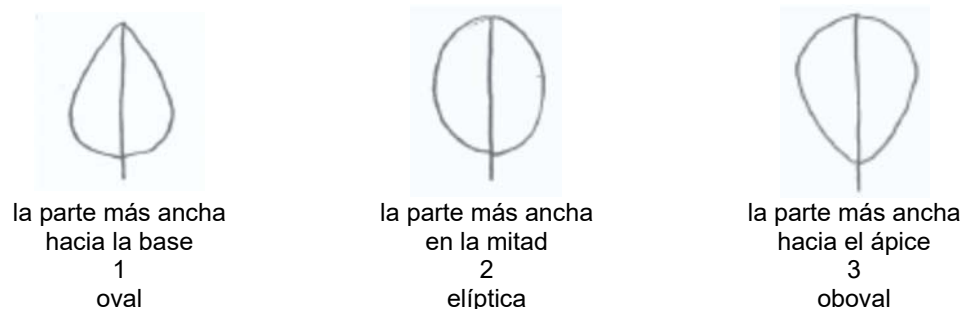 la parte más ancha
hacia la base
1
oval
la parte más ancha
en la mitad
2
elíptica
la parte más ancha
hacia el ápice
3
oboval